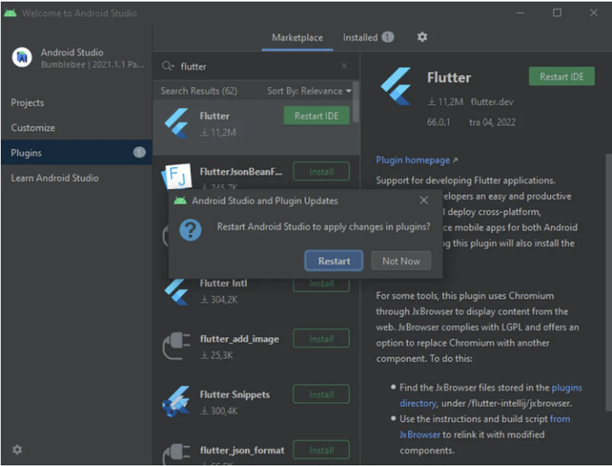 Welcome to Android Studio
Android Studio
Bumblebee | 2021.1.1 Pa...
Projects
Customize
Plugins
1
Learn Android Studio
Marketplace
Installed 1
flutter
Search Results (62) Sort By: Relevance
Flutter
11,2M
Restart IDE
FJ
FlutterJsonBeanF...
245,7K
Install
Flutter Intl
304,2K
Install
flutter_add_image
25,3K
Install
Flutter Snippets
300,4K
Install
flutter_json_format
Install
Flutter
Restart IDE
11,2M flutter.dev
66.0.1 tra 04, 2022
Plugin homepage
Support for developing Flutter applications.
elopers an easy and productive
d deploy cross-platform,
ce mobile apps for both Android
ing this plugin will also install the
Android Studio and Plugin Updates
Restart Android Studio to apply changes in plugins?
Restart
Not Now
For some tools, this plugin uses Chromium
through JxBrowser to display content from the
web. JxBrowser complies with LGPL and offers an
option to replace Chromium with another
component. To do this:
• Find the JxBrowser files stored in the plugins
directory, under /flutter-intellij/jxbrowser.
• Use the instructions and build script from
JxBrowser to relink it with modified
components.